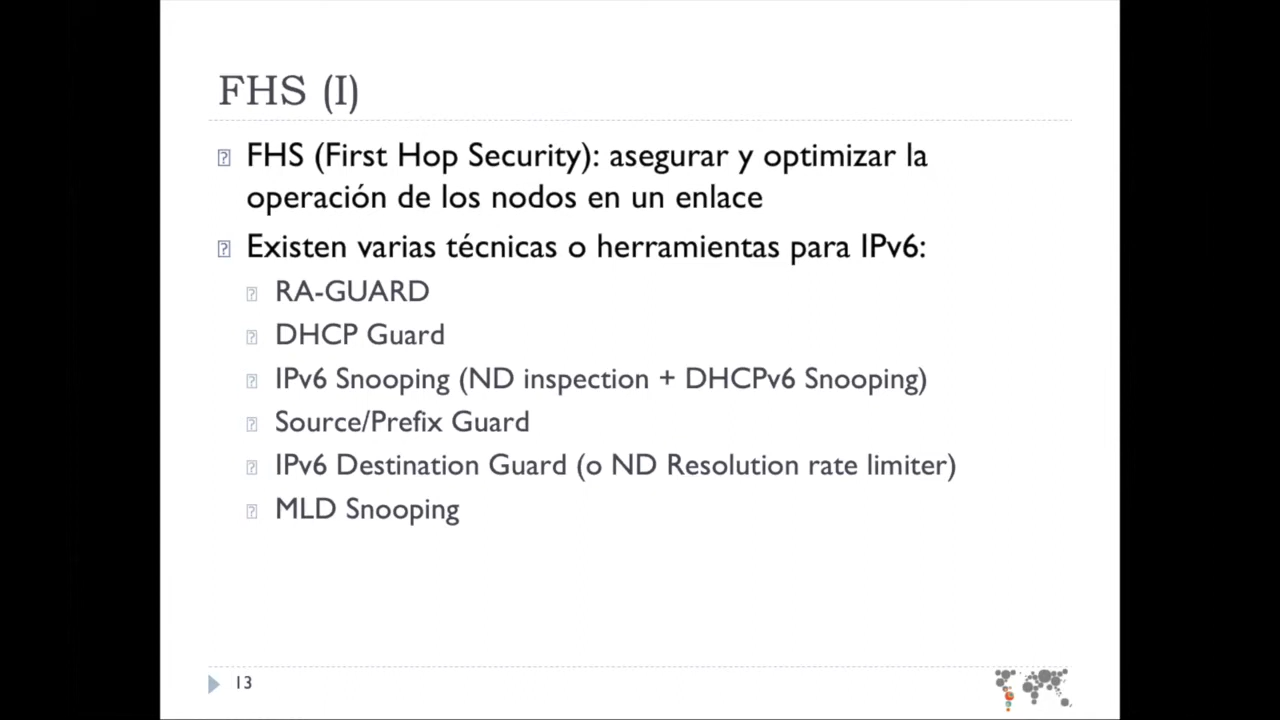 FHS (I)
FHS (First Hop Security): asegurar y optimizar la
operación de los nodos en un enlace
Existen varias técnicas o herramientas para IPv6:
RA-GUARD
DHCP Guard
IPv6 Snooping (ND inspection + DHCPv6 Snooping)
Source/Prefix Guard
IPv6 Destination Guard (o ND Resolution rate limiter)
MLD Snooping
13